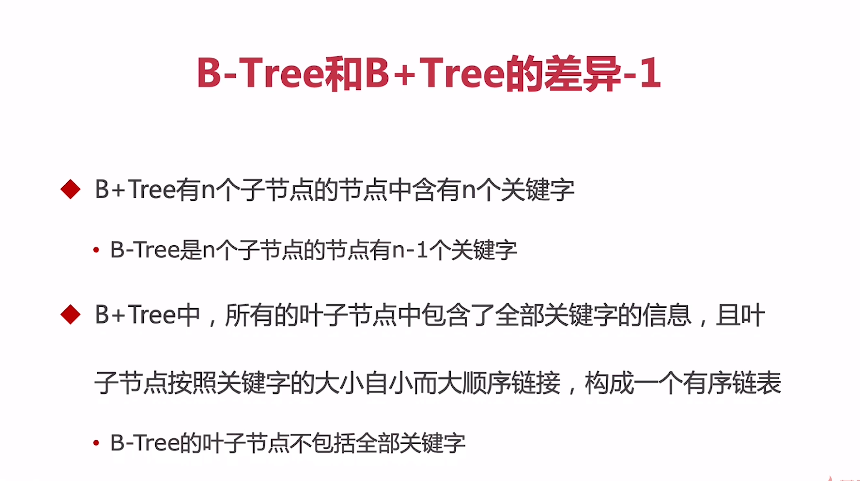 B-Tree和B+Tree的差异-1
◆ B+Tree有n个子节点的节点中含有n个关键字
• B-Tree是n个子节点的节点有n-1个关键字
◆ B+Tree中，所有的叶子节点中包含了全部关键字的信息，且叶
子节点按照关键字的大小自小而大顺序链接，构成一个有序链表
• B-Tree的叶子节点不包括全部关键字